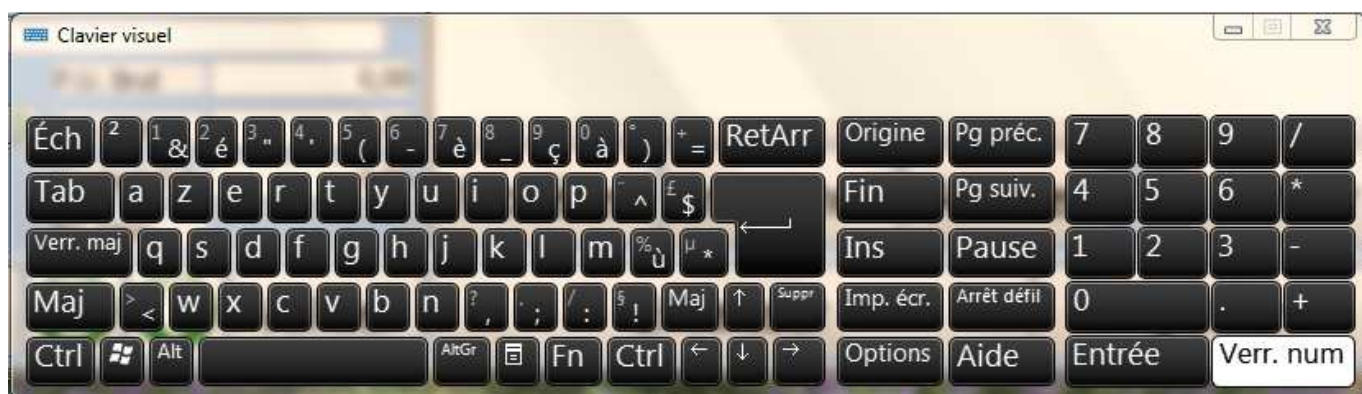 Clavier visuel
Éch ² 1 & 2 é 3 " 4 ' 5 ( 6 - 7 è 8 _ 9 ç 0 à ° ) + = RetArr Origine Pg préc. 7 8 9 /
Tab a z e r t y u i o p ¨ ^ £ $ Fin Pg suiv. 4 5 6 *
Verr. maj q s d f g h j k l m % ù µ * Ins Pause 1 2 3 -
Maj > < w x c v b n ? , . ; / : § ! Maj ↑ Suppr Imp. écr. Arrêt défil 0 . +
Ctrl Alt AltGr Fn Ctrl ← ↓ → Options Aide Entrée Verr. num